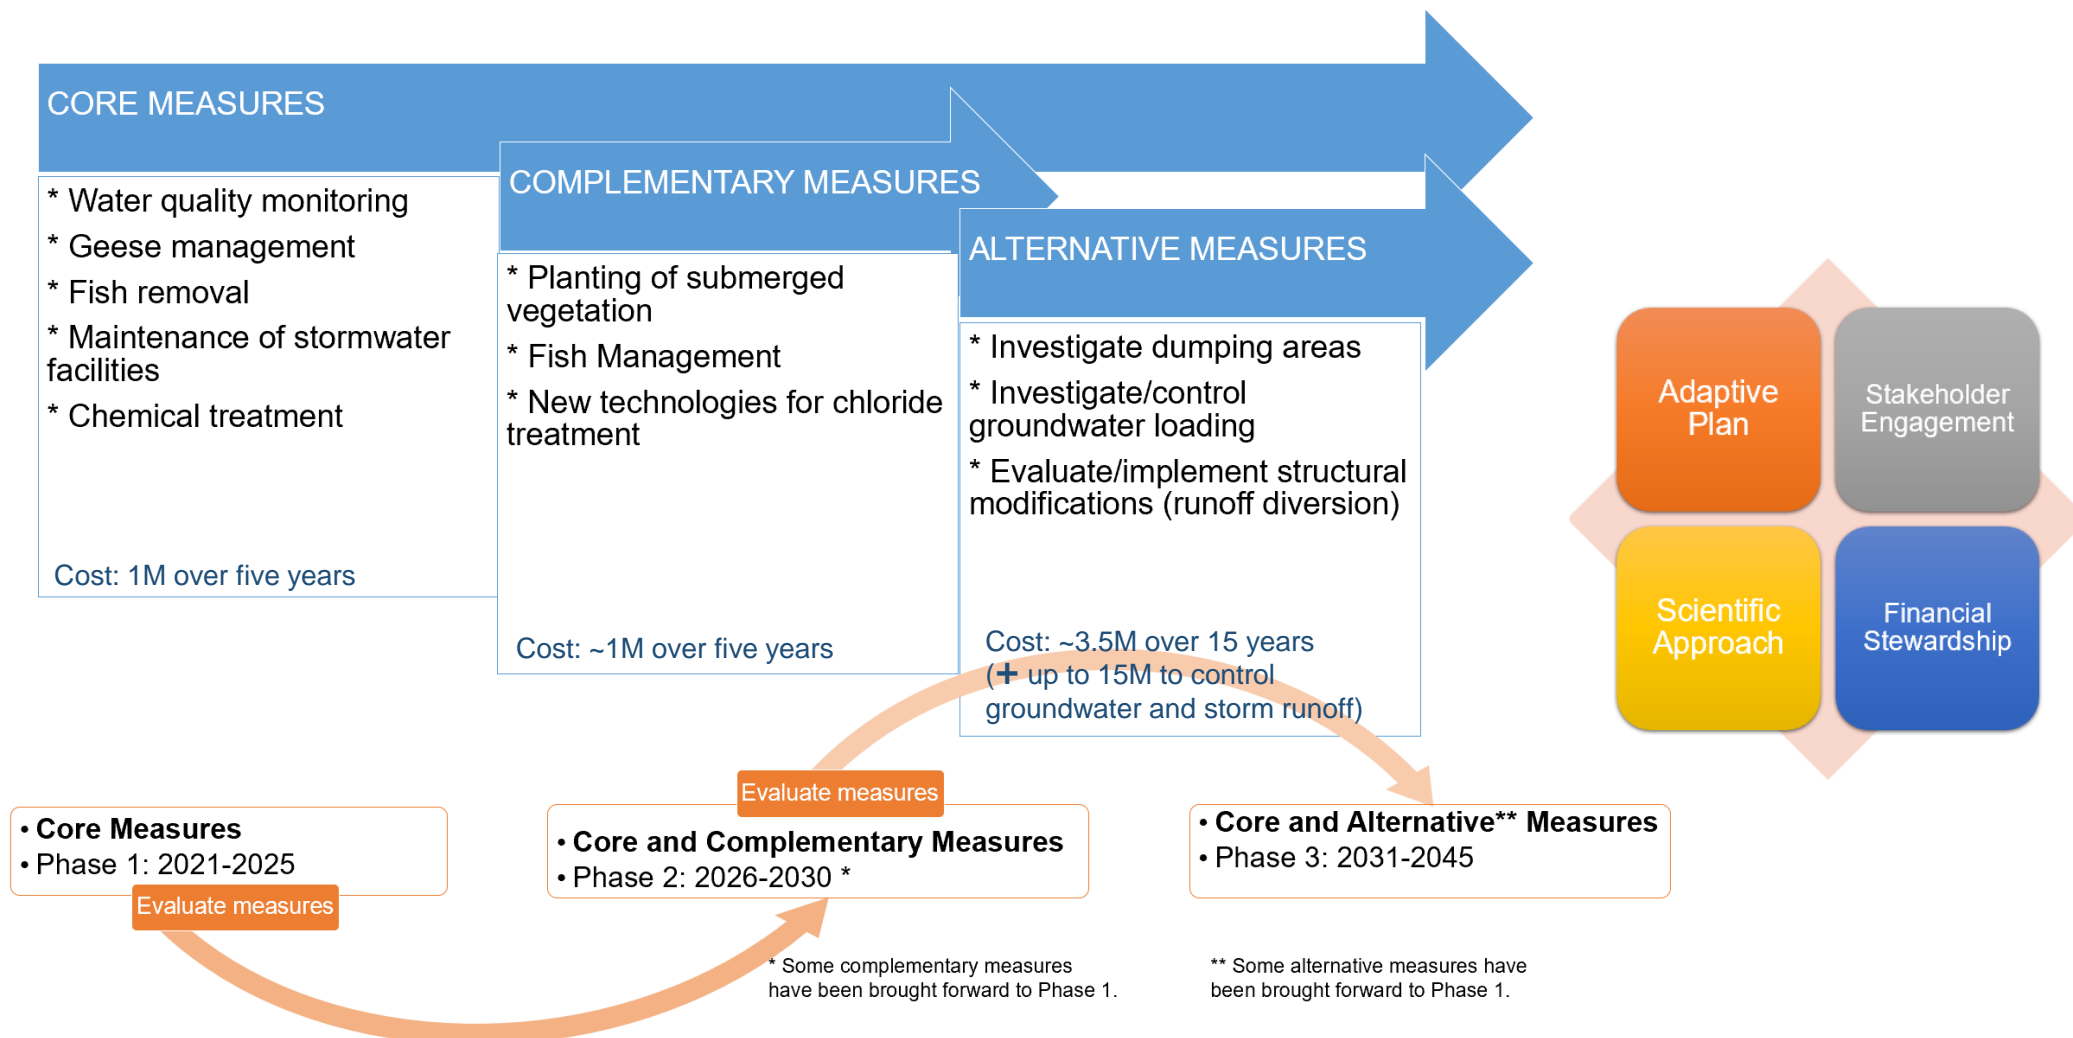 CORE MEASURES
* Water quality monitoring
* Geese management
* Fish removal
* Maintenance of stormwater
facilities
* Chemical treatment
Cost: 1M over five years
COMPLEMENTARY MEASURES
* Planting of submerged
vegetation
* Fish Management
* New technologies for chloride
treatment
Cost: ~1M over five years
ALTERNATIVE MEASURES
* Investigate dumping areas
* Investigate/control
groundwater loading
* Evaluate/implement structural
modifications (runoff diversion)
Cost: ~3.5M over 15 years
(+ up to 15M to control
groundwater and storm runoff)
Adaptive
Plan
Stakeholder
Engagement
Scientific
Approach
Financial
Stewardship
• Core Measures
• Phase 1: 2021-2025
Evaluate measures
Evaluate measures
• Core and Complementary Measures
• Phase 2: 2026-2030 *
• Core and Alternative** Measures
• Phase 3: 2031-2045
* Some complementary measures
have been brought forward to Phase 1.
** Some alternative measures have
been brought forward to Phase 1.